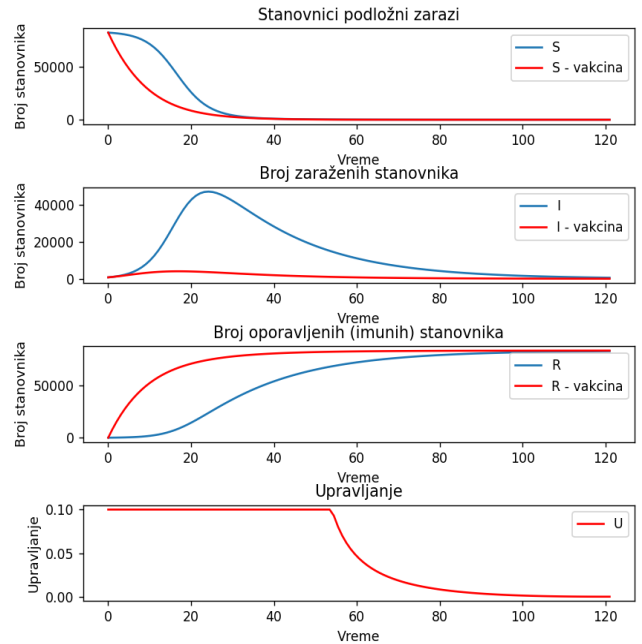 Stanovnici podložni zarazi
Broj stanovnika
50000
0
S
S - vakcina
0 20 40 60 80 100 120
Vreme
Broj zaraženih stanovnika
Broj stanovnika
40000
20000
0
I
I - vakcina
0 20 40 60 80 100 120
Vreme
Broj oporavljenih (imunih) stanovnika
Broj stanovnika
50000
0
R
R - vakcina
0 20 40 60 80 100 120
Vreme
Upravljanje
Upravljanje
0.10
0.05
0.00
U
0 20 40 60 80 100 120
Vreme